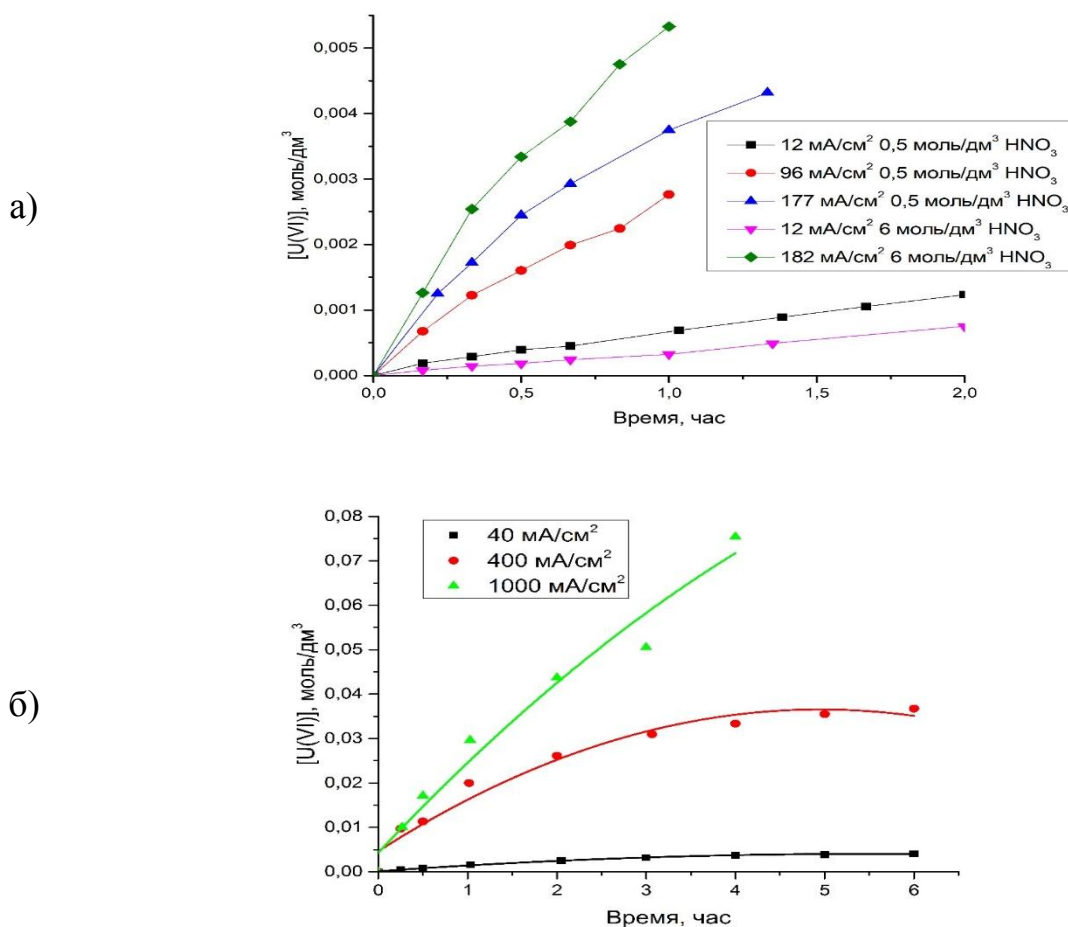 а)
0,005
0,004
0,003
0,002
0,001
0,000
[U(VI)], моль/дм³
12 мА/см² 0,5 моль/дм³ HNO₃
96 мА/см² 0,5 моль/дм³ HNO₃
177 мА/см² 0,5 моль/дм³ HNO₃
12 мА/см² 6 моль/дм³ HNO₃
182 мА/см² 6 моль/дм³ HNO₃
0,0 0,5 1,0 1,5 2,0
Время, час
б)
0,08
0,07
0,06
0,05
0,04
0,03
0,02
0,01
0,00
[U(VI)], моль/дм³
40 мА/см²
400 мА/см²
1000 мА/см²
0 1 2 3 4 5 6
Время, час